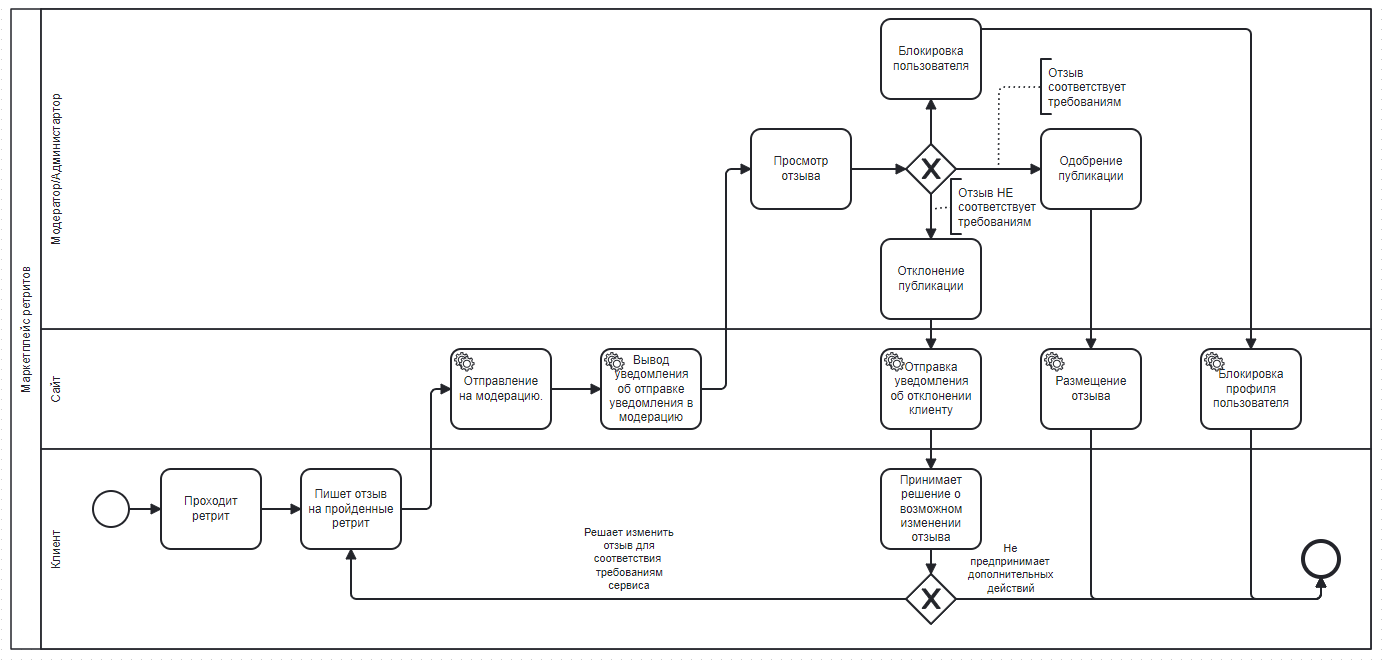 Маркетплейс ретритов
Модератор/Администартор
Блокировка
пользователя
Отзыв
соответствует
требованиям
Просмотр
отзыва
Одобрение
публикации
Отзыв НЕ
соответствует
требованиям
Отклонение
публикации
Сайт
Отправление
на модерацию.
Вывод
уведомления
об отправке
уведомления в
модерацию
Отправка
уведомления
об отклонении
клиенту
Размещение
отзыва
Блокировка
профиля
пользователя
Клиент
Проходит
ретрит
Пишет отзыв
на пройденные
ретрит
Принимает
решение о
возможном
изменении
отзыва
Решает изменить
отзыв для
соответствия
требованиям
сервиса
Не
предпринимает
дополнительных
действий